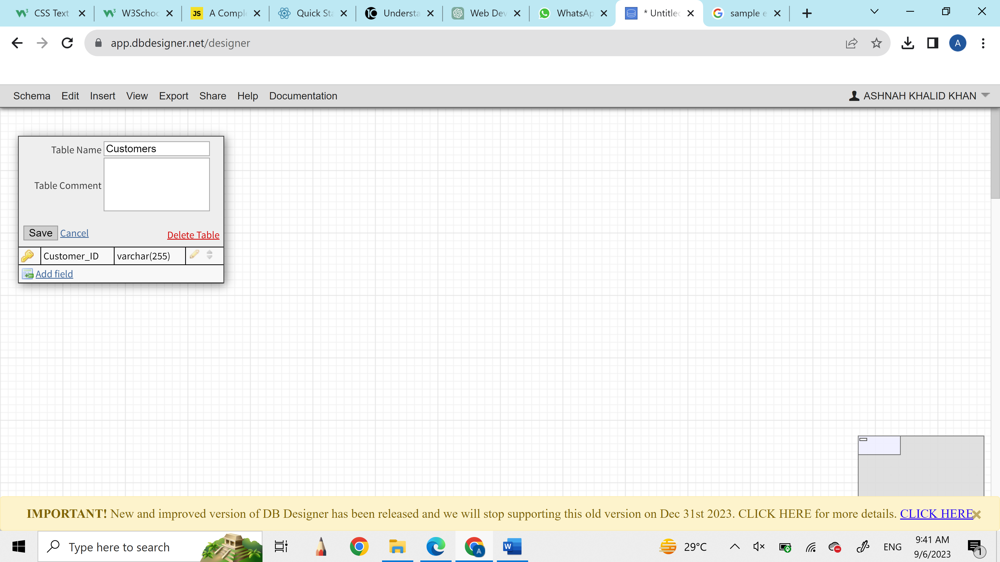 CSS Text
W3Schoo
JS A Compl
Quick Sta
Understa
Web Dev
WhatsAp
* Untitled
sample e
app.dbdesigner.net/designer
A
Schema Edit Insert View Export Share Help Documentation
ASHNAH KHALID KHAN
Table Name Customers
Table Comment
Save Cancel Delete Table
Customer_ID varchar(255)
Add field
IMPORTANT! New and improved version of DB Designer has been released and we will stop supporting this old version on Dec 31st 2023. CLICK HERE for more details. CLICK HERE
Type here to search
A
W
29°C
ENG
9:41 AM
9/6/2023
1